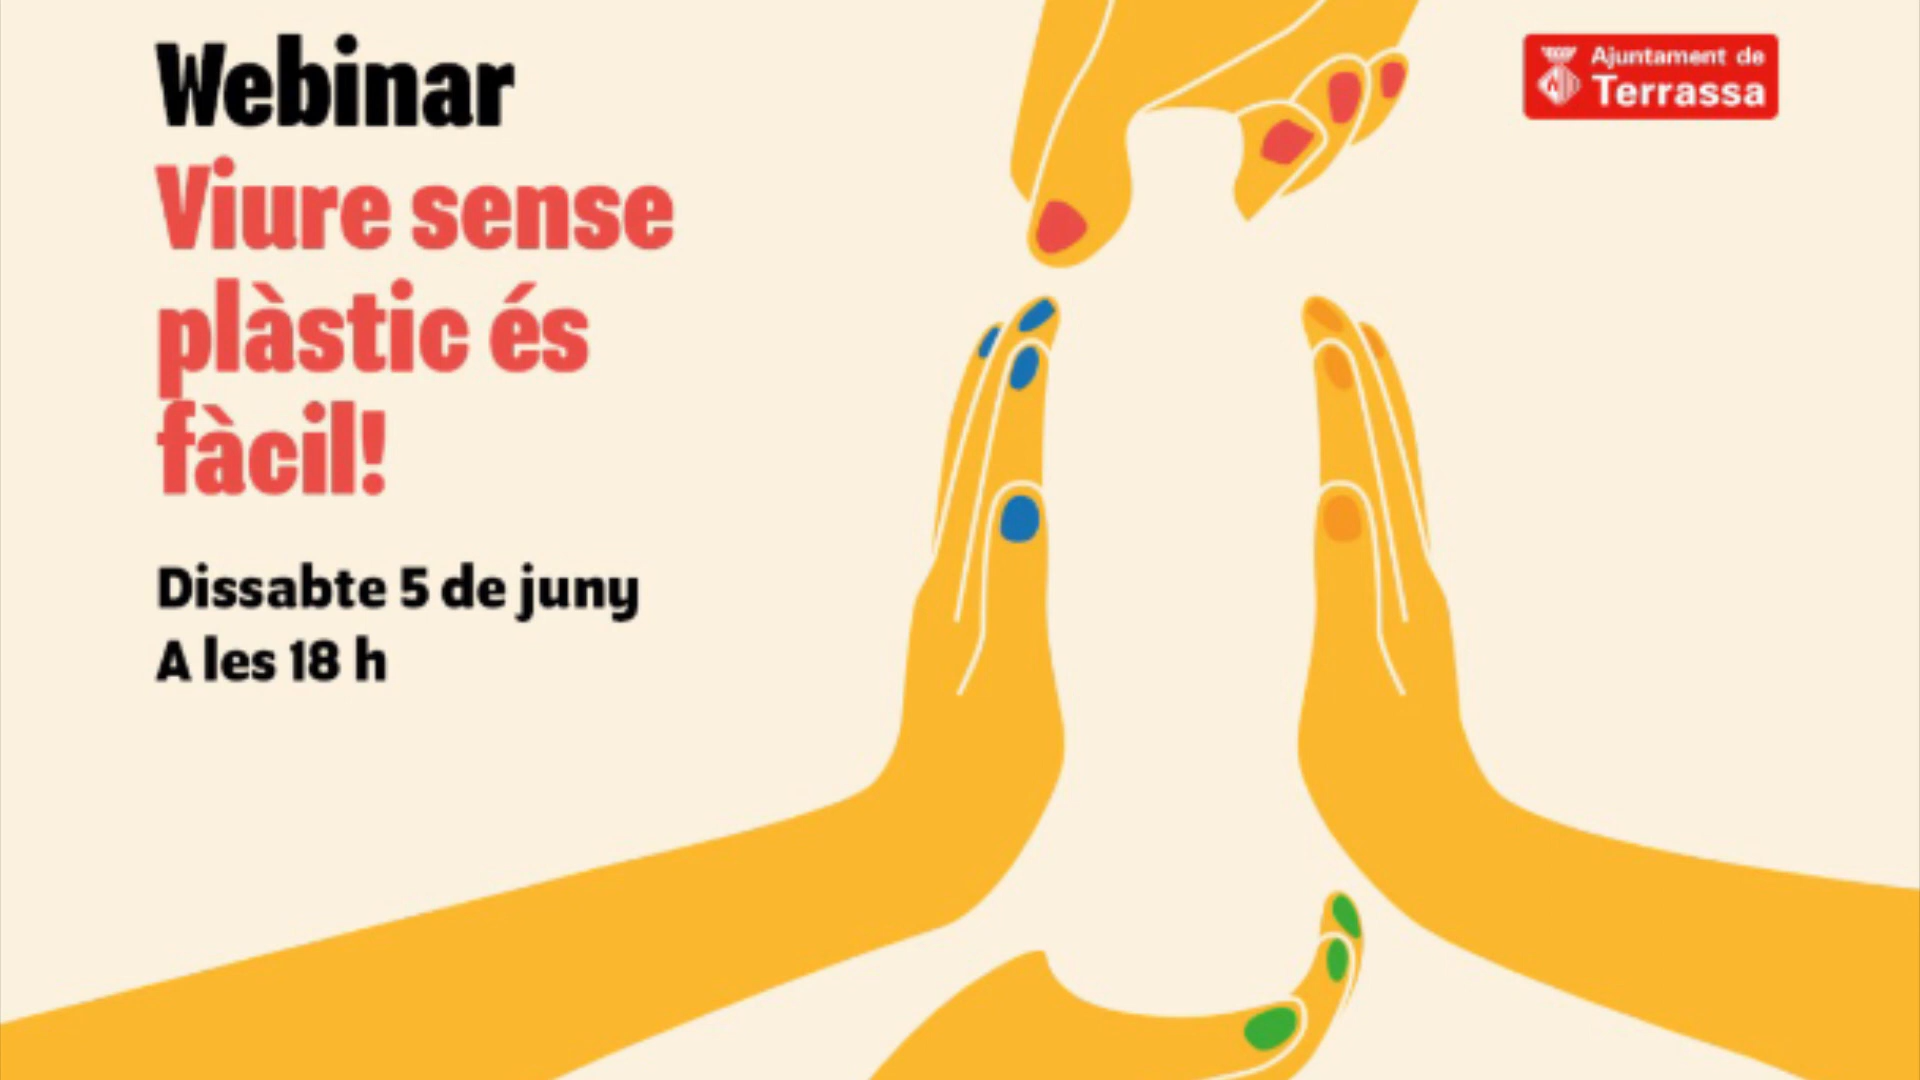 Webinar
Viure sense
plàstic és
fàcil!
Dissabte 5 de juny
A les 18 h
Ajuntament de
Terrassa